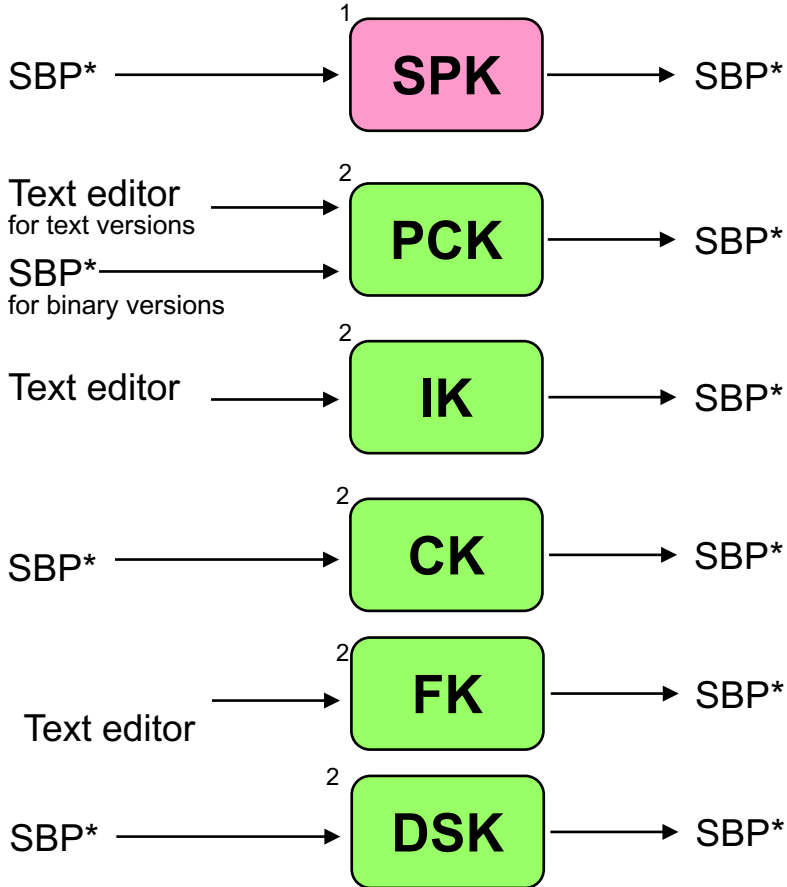 1
SBP* SPK SBP*
2
Text editor
for text versions
PCK SBP*
SBP*
for binary versions
2
Text editor IK SBP*
2
SBP* CK SBP*
2
FK SBP*
Text editor
2
SBP* DSK SBP*